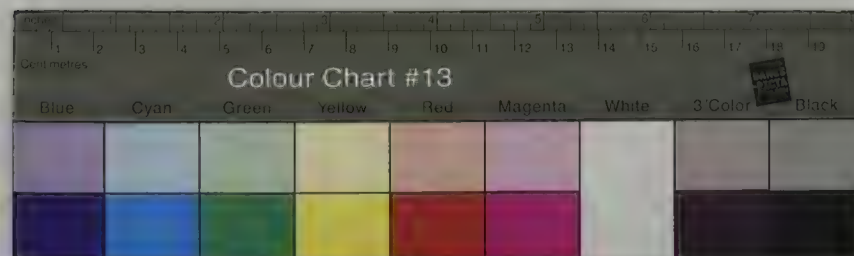 Inches 1 2 3 4 5 6 7
1 2 3 4 5 6 7 8 9 10 11 12 13 14 15 16 17 18 19
Centimetres
Colour Chart #13
Blue Cyan Green Yellow Red Magenta White 3/Color Black